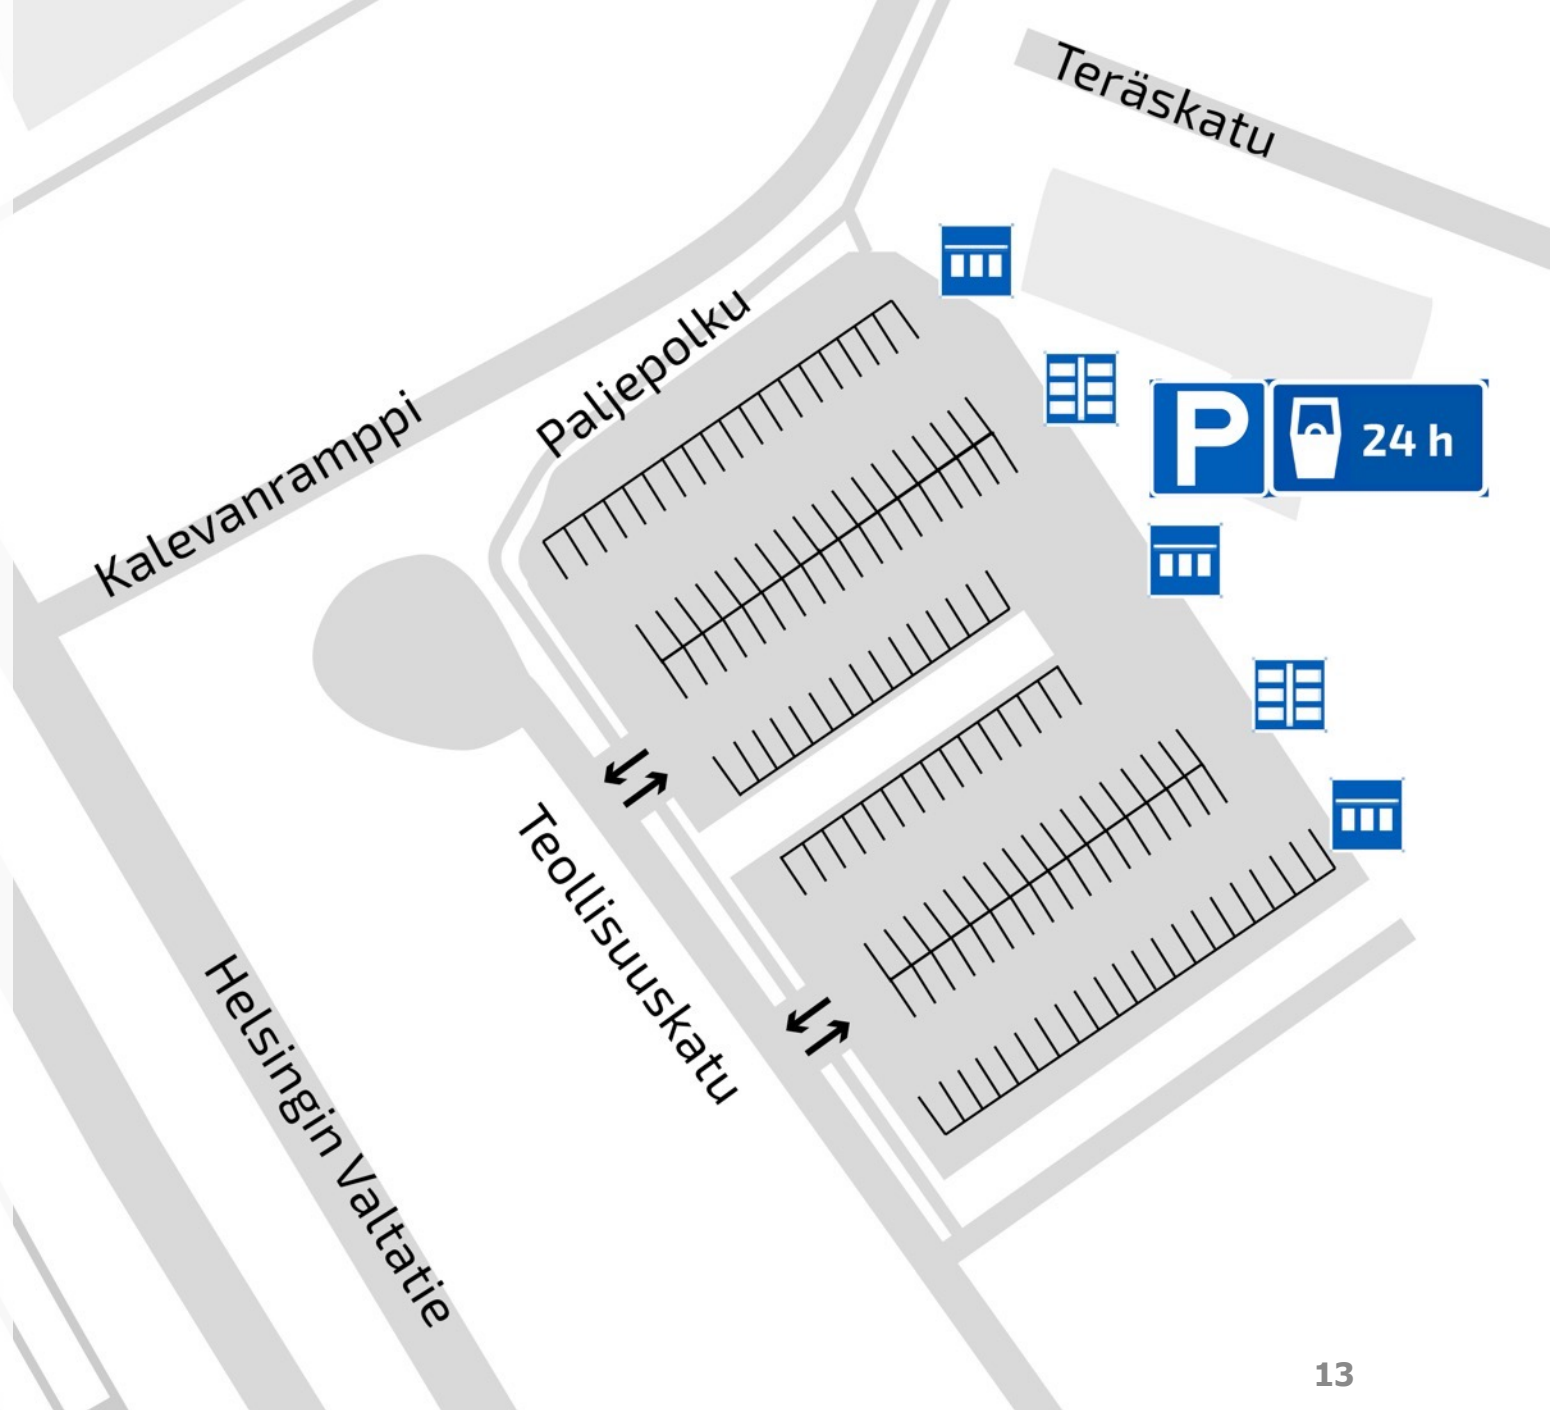 Teräskatu
Paljepolku
Kalevanramppi
P 24 h
Teollisuuskatu
Helsingin Valtatie
13